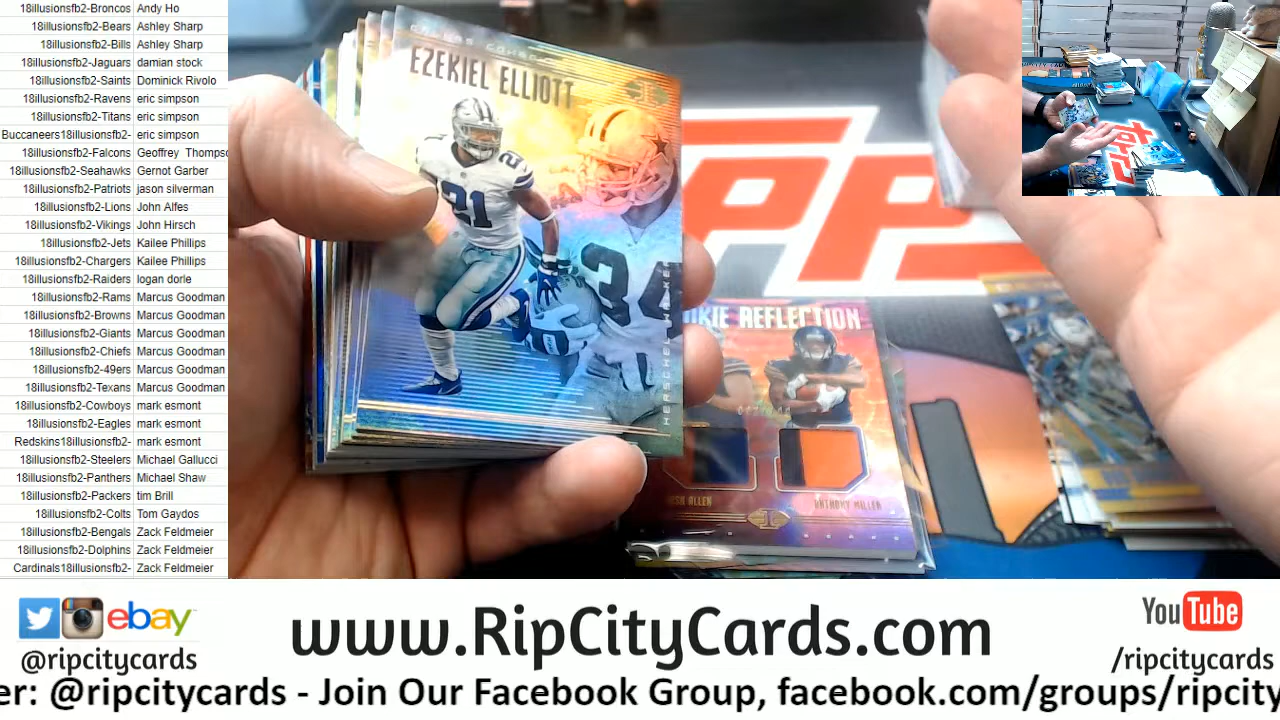 18illusionsfb2-Broncos Andy Ho
18illusionsfb2-Bears Ashley Sharp
18illusionsfb2-Bills Ashley Sharp
18illusionsfb2-Jaguars damian stock
18illusionsfb2-Saints Dominick Rivolo
18illusionsfb2-Ravens eric simpson
18illusionsfb2-Titans eric simpson
Buccaneers18illusionsfb2- eric simpson
18illusionsfb2-Falcons Geoffrey Thompso
18illusionsfb2-Seahawks Gernot Garber
18illusionsfb2-Patriots jason silverman
18illusionsfb2-Lions John Alfes
18illusionsfb2-Vikings John Hirsch
18illusionsfb2-Jets Kailee Phillips
18illusionsfb2-Chargers Kailee Phillips
18illusionsfb2-Raiders logan dorle
18illusionsfb2-Rams Marcus Goodman
18illusionsfb2-Browns Marcus Goodman
18illusionsfb2-Giants Marcus Goodman
18illusionsfb2-Chiefs Marcus Goodman
18illusionsfb2-49ers Marcus Goodman
18illusionsfb2-Texans Marcus Goodman
18illusionsfb2-Cowboys mark esmont
18illusionsfb2-Eagles mark esmont
Redskins18illusionsfb2- mark esmont
18illusionsfb2-Steelers Michael Gallucci
18illusionsfb2-Panthers Michael Shaw
18illusionsfb2-Packers tim Brill
18illusionsfb2-Colts Tom Gaydos
18illusionsfb2-Bengals Zack Feldmeier
18illusionsfb2-Dolphins Zack Feldmeier
Cardinals18illusionsfb2- Zack Feldmeier
DALLAS COWBOYS
EZEKIEL ELLIOTT
21
34
HERSCHEL WALKER
REFLECTION
ALLEN
ANTHONY MILLER
ebay
@ripcitycards
www.RipCityCards.com
YouTube
/ripcitycards
er: @ripcitycards - Join Our Facebook Group, facebook.com/groups/ripcity